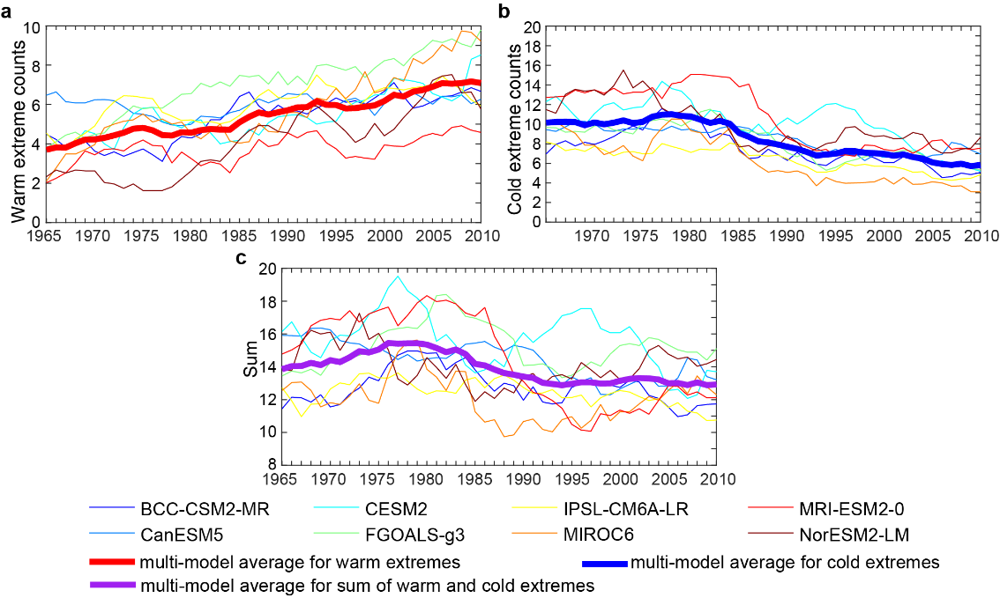 a
Warm extreme counts
10
8
6
4
2
0
1965 1970 1975 1980 1985 1990 1995 2000 2005 2010
b
Cold extreme counts
20
18
16
14
12
10
8
6
4
2
0
1970 1975 1980 1985 1990 1995 2000 2005 2010
c
Sum
20
18
16
14
12
10
8
1965 1970 1975 1980 1985 1990 1995 2000 2005 2010
BCC-CSM2-MR CESM2 IPSL-CM6A-LR MRI-ESM2-0
CanESM5 FGOALS-g3 MIROC6 NorESM2-LM
multi-model average for warm extremes multi-model average for cold extremes
multi-model average for sum of warm and cold extremes